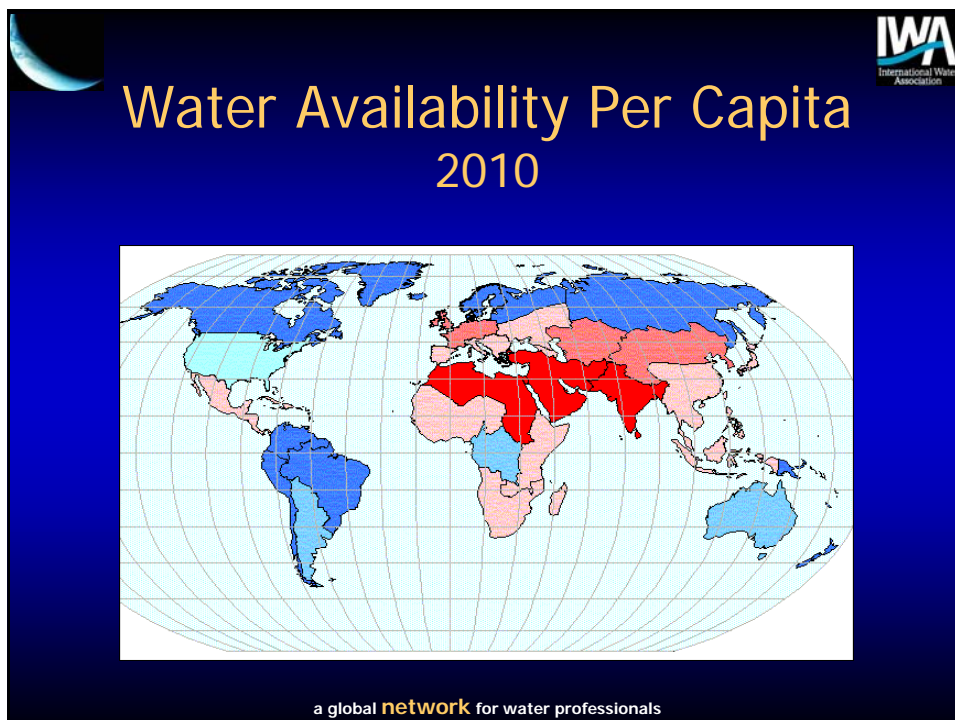 IWA
International Water
Association
Water Availability Per Capita
2010
a global network for water professionals